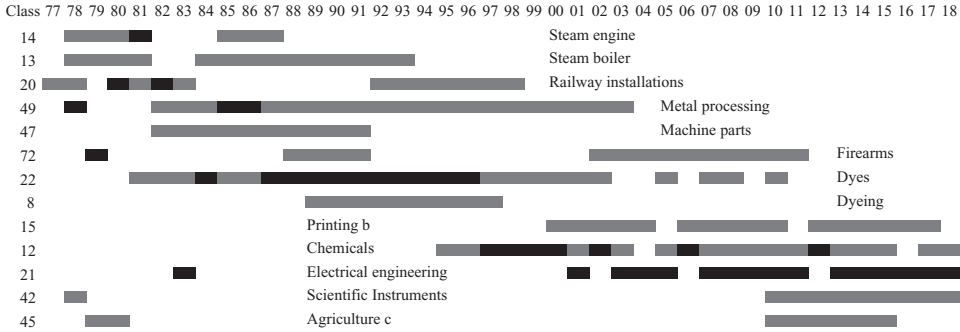 Class 77 78 79 80 81 82 83 84 85 86 87 88 89 90 91 92 93 94 95 96 97 98 99 00 01 02 03 04 05 06 07 08 09 10 11 12 13 14 15 16 17 18
14 Steam engine
13 Steam boiler
20 Railway installations
49 Metal processing
47 Machine parts
72 Firearms
22 Dyes
8 Dyeing
15 Printing b
12 Chemicals
21 Electrical engineering
42 Scientific Instruments
45 Agriculture c